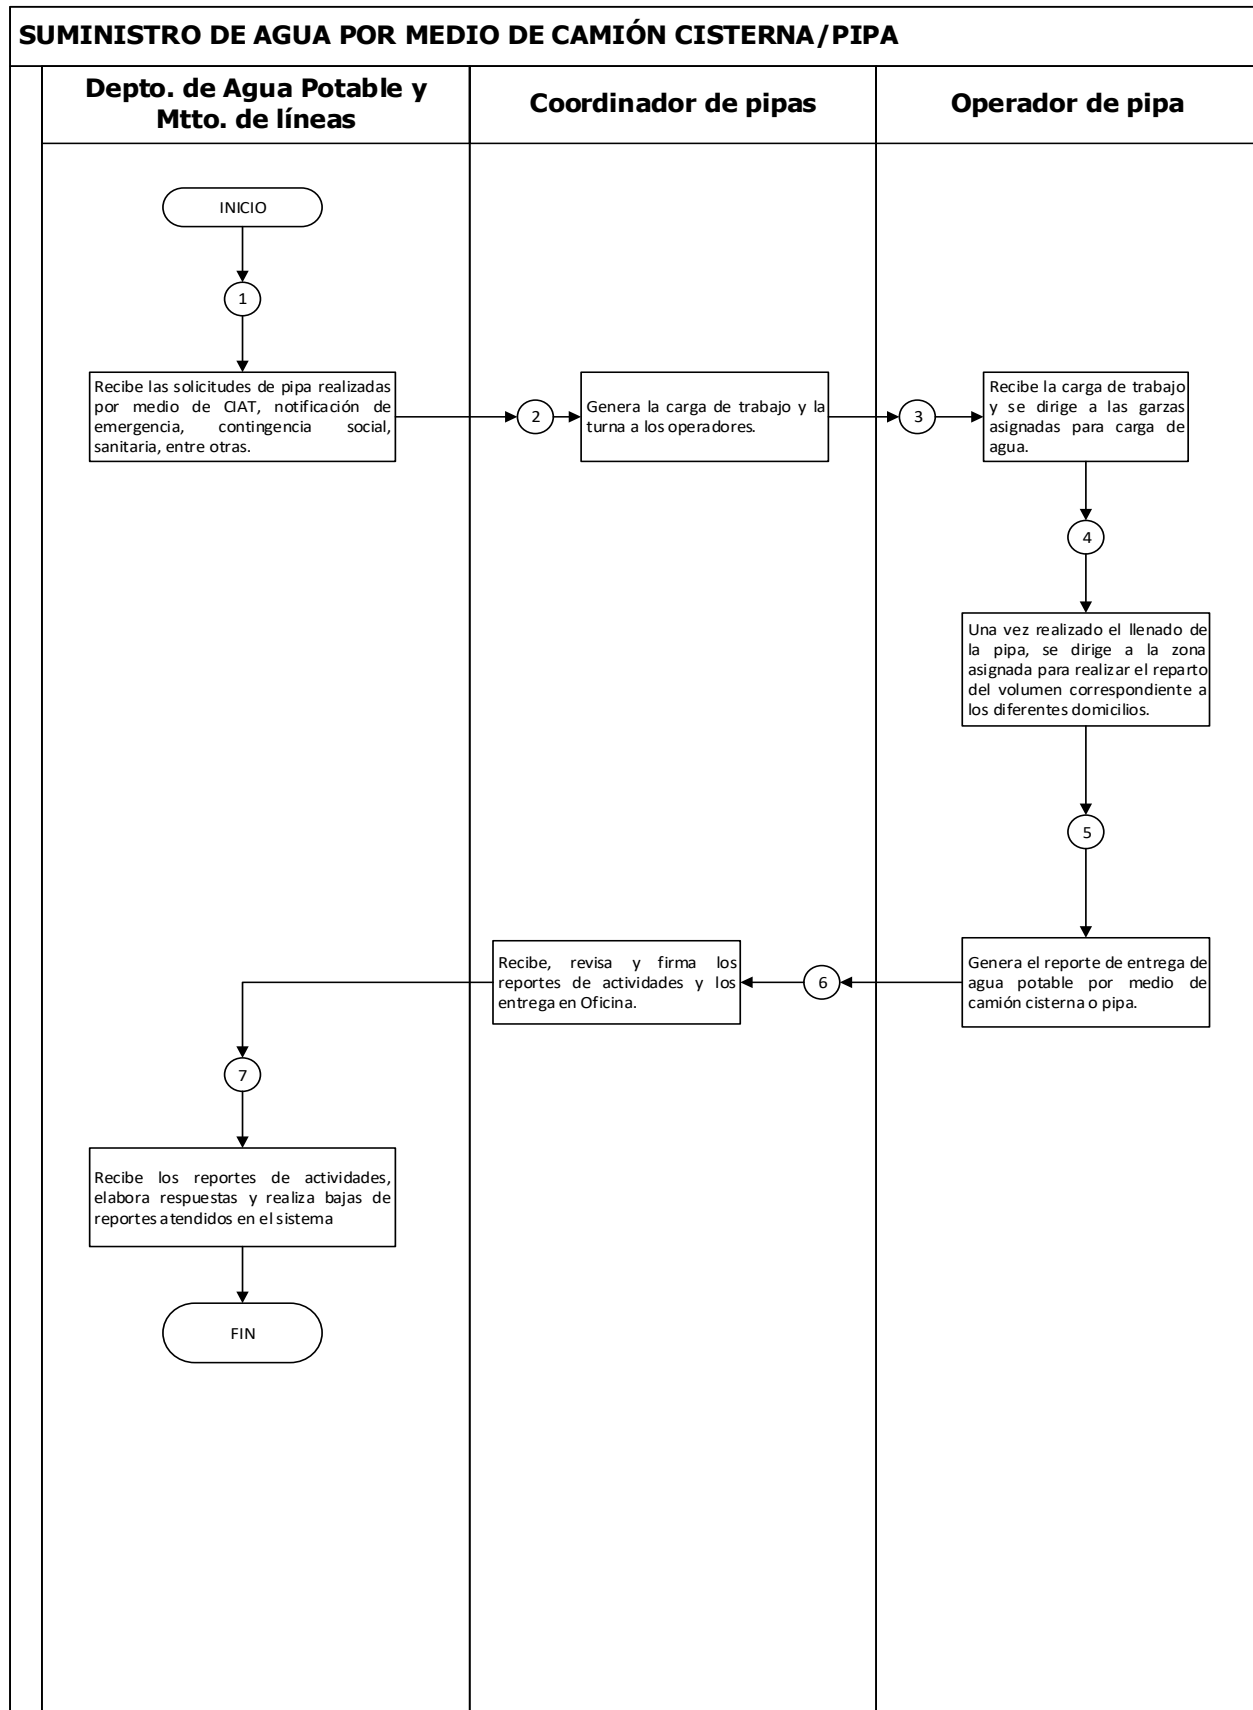 SUMINISTRO DE AGUA POR MEDIO DE CAMIÓN CISTERNA/PIPA
Depto. de Agua Potable y
Mtto. de líneas
Coordinador de pipas
Operador de pipa
INICIO
1
Recibe las solicitudes de pipa realizadas
por medio de CIAT, notificación de
emergencia, contingencia social,
sanitaria, entre otras.
2
Genera la carga de trabajo y la
turna a los operadores.
3
Recibe la carga de trabajo
y se dirige a las garzas
asignadas para carga de
agua.
4
Una vez realizado el llenado de
la pipa, se dirige a la zona
asignada para realizar el reparto
del volumen correspondiente a
los diferentes domicilios.
5
Genera el reporte de entrega de
agua potable por medio de
camión cisterna o pipa.
6
Recibe, revisa y firma los
reportes de actividades y los
entrega en Oficina.
7
Recibe los reportes de actividades,
elabora respuestas y realiza bajas de
reportes atendidos en el sistema
FIN